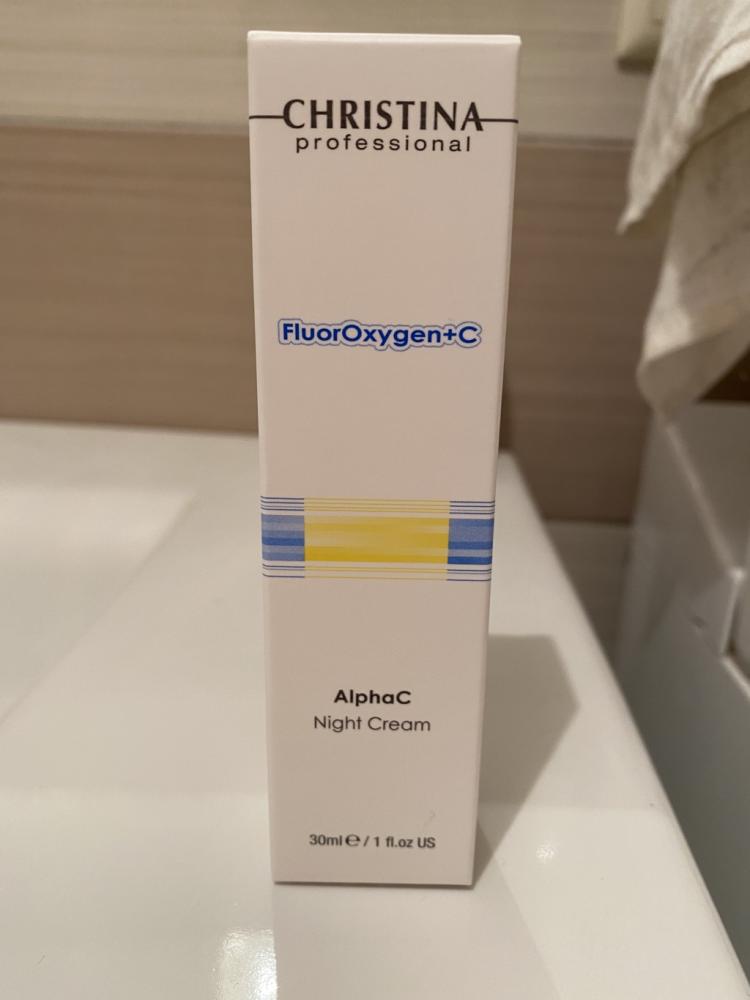 CHRISTINA
professional
FluorOxygen+C
AlphaC
Night Cream
30ml℮ / 1 fl.oz US